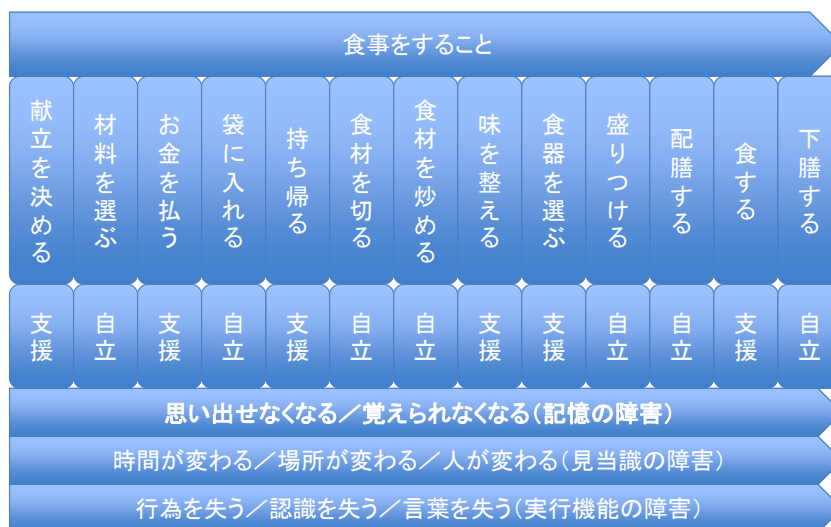 食事をすること
献立を決める
材料を選ぶ
お金を払う
袋に入れる
持ち帰る
食材を切る
食材を炒める
味を整える
食器を選ぶ
盛りつける
配膳する
食する
下膳する
支援
自立
支援
自立
支援
自立
自立
支援
支援
自立
自立
支援
自立
思い出せなくなる／覚えられなくなる（記憶の障害）
時間が変わる／場所が変わる／人が変わる（見当識の障害）
行為を失う／認識を失う／言葉を失う（実行機能の障害）